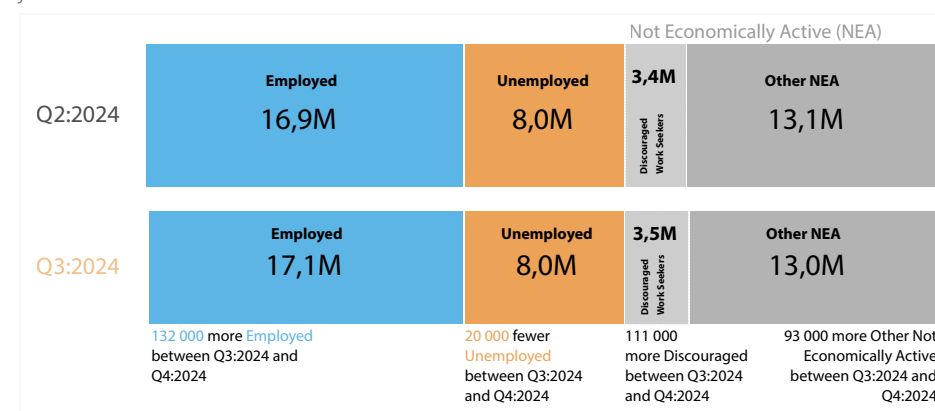 Not Economically Active (NEA)
Q2:2024
Employed
16,9M
Unemployed
8,0M
3,4M
Discouraged
Work Seekers
Other NEA
13,1M
Q3:2024
Employed
17,1M
Unemployed
8,0M
3,5M
Discouraged
Work Seekers
Other NEA
13,0M
132 000 more Employed
between Q3:2024 and
Q4:2024
20 000 fewer
Unemployed
between Q3:2024
and Q4:2024
111 000
more Discouraged
between Q3:2024
and Q4:2024
93 000 more Other Not
Economically Active
between Q3:2024 and
Q4:2024